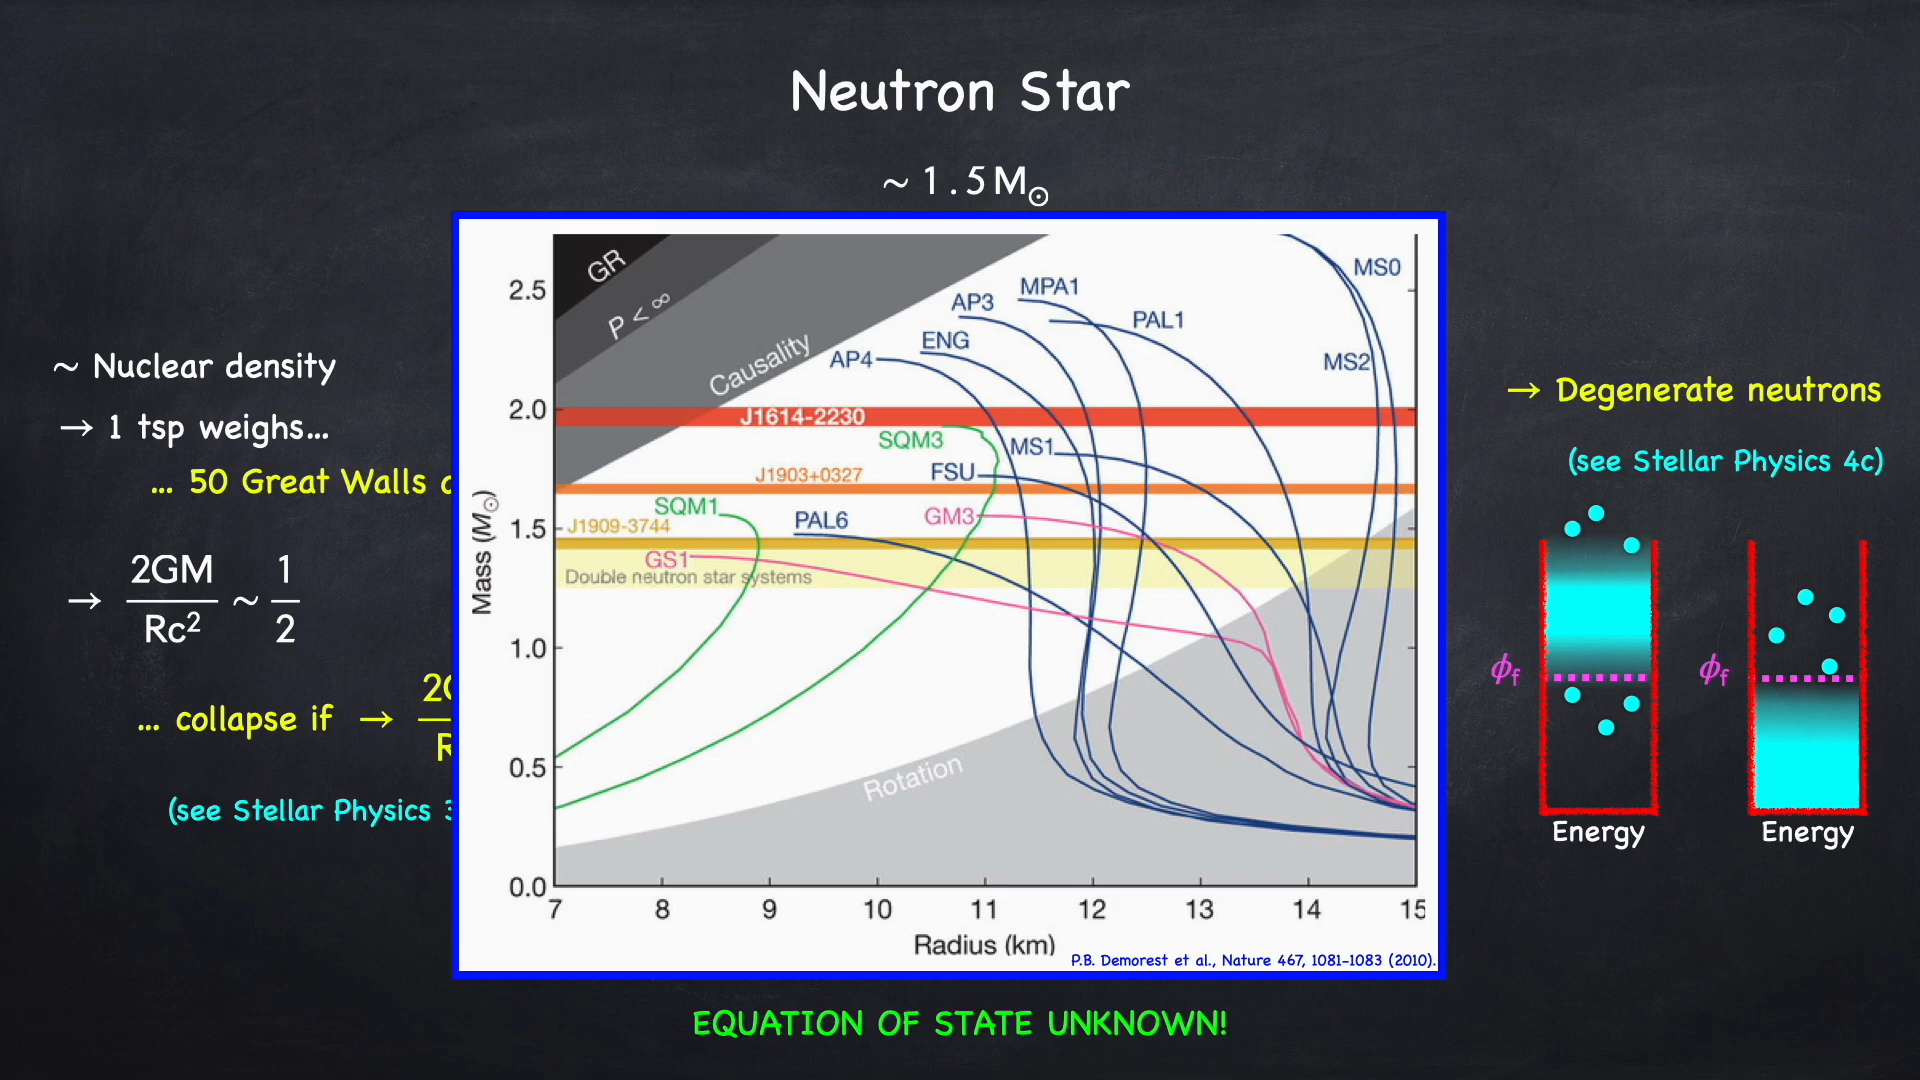 Neutron Star
~ 1.5 M☉
~ Nuclear density
→ 1 tsp weighs...
... 50 Great Walls
→ 2GM / Rc² ~ 1 / 2
... collapse if →
(see Stellar Physics
GR
P < ∞
Causality
MS0
MPA1
AP3
PAL1
ENG
AP4
MS2
J1614-2230
SQM3
MS1
J1903+0327
FSU
SQM1
GM3
PAL6
J1909-3744
GS1
Double neutron star systems
Rotation
Mass (M☉)
2.5
2.0
1.5
1.0
0.5
0.0
7 8 9 10 11 12 13 14 15
Radius (km)
P.B. Demorest et al., Nature 467, 1081-1083 (2010).
→ Degenerate neutrons
(see Stellar Physics 4c)
ϕf
ϕf
Energy
Energy
EQUATION OF STATE UNKNOWN!